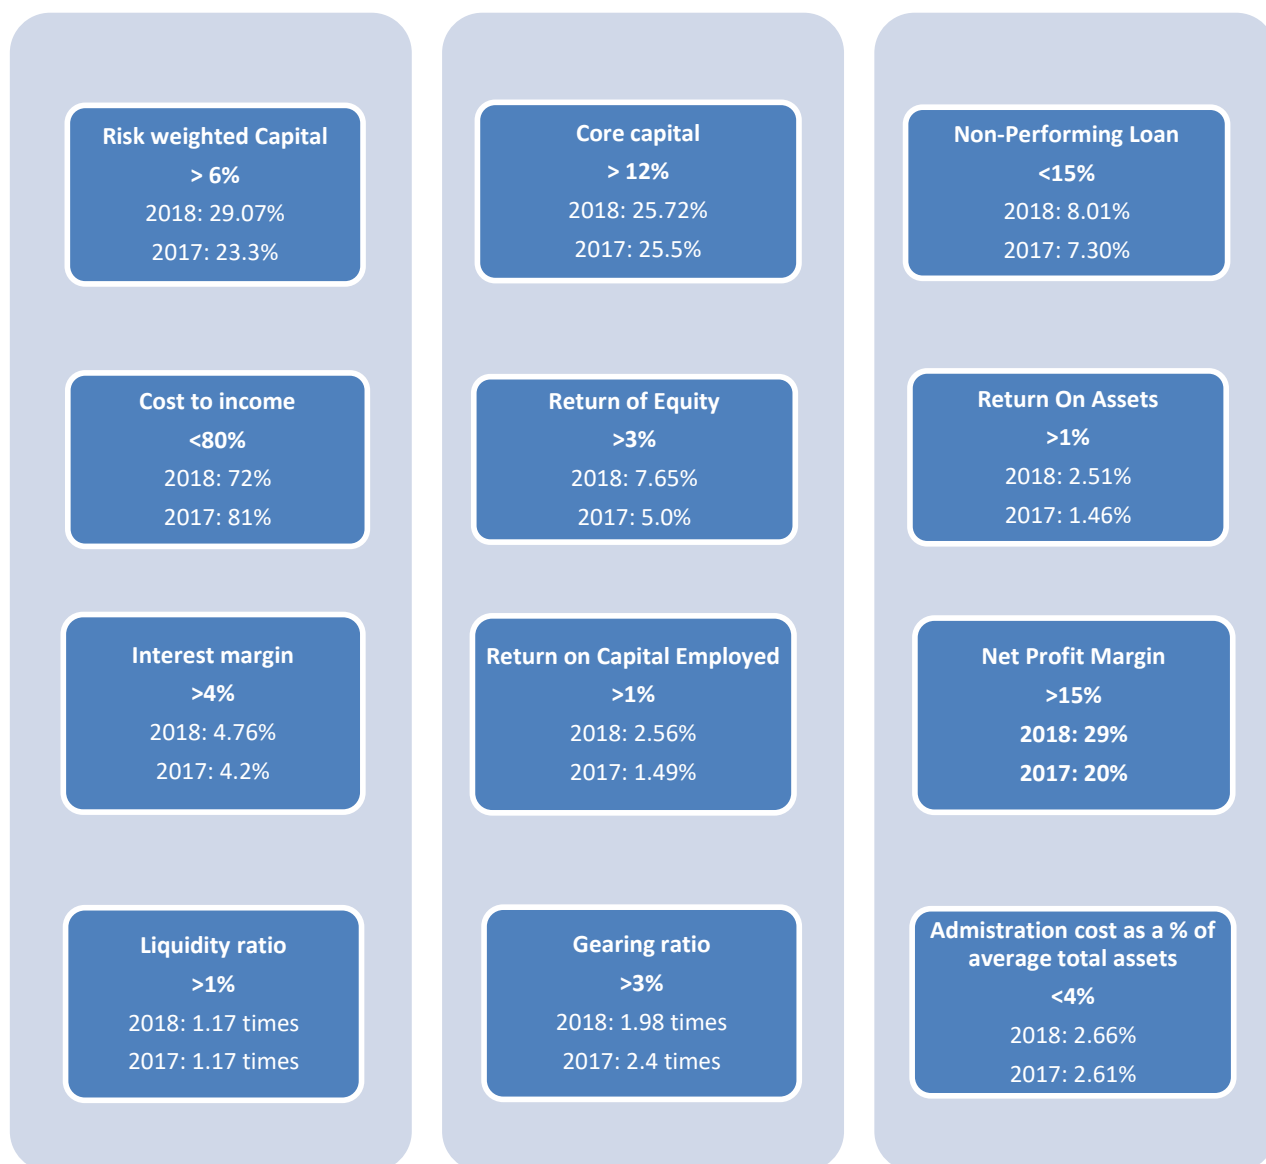 Risk weighted Capital
> 6%
2018: 29.07%
2017: 23.3%
Core capital
> 12%
2018: 25.72%
2017: 25.5%
Non-Performing Loan
<15%
2018: 8.01%
2017: 7.30%
Cost to income
<80%
2018: 72%
2017: 81%
Return of Equity
>3%
2018: 7.65%
2017: 5.0%
Return On Assets
>1%
2018: 2.51%
2017: 1.46%
Interest margin
>4%
2018: 4.76%
2017: 4.2%
Return on Capital Employed
>1%
2018: 2.56%
2017: 1.49%
Net Profit Margin
>15%
2018: 29%
2017: 20%
Liquidity ratio
>1%
2018: 1.17 times
2017: 1.17 times
Gearing ratio
>3%
2018: 1.98 times
2017: 2.4 times
Admistration cost as a % of
average total assets
<4%
2018: 2.66%
2017: 2.61%